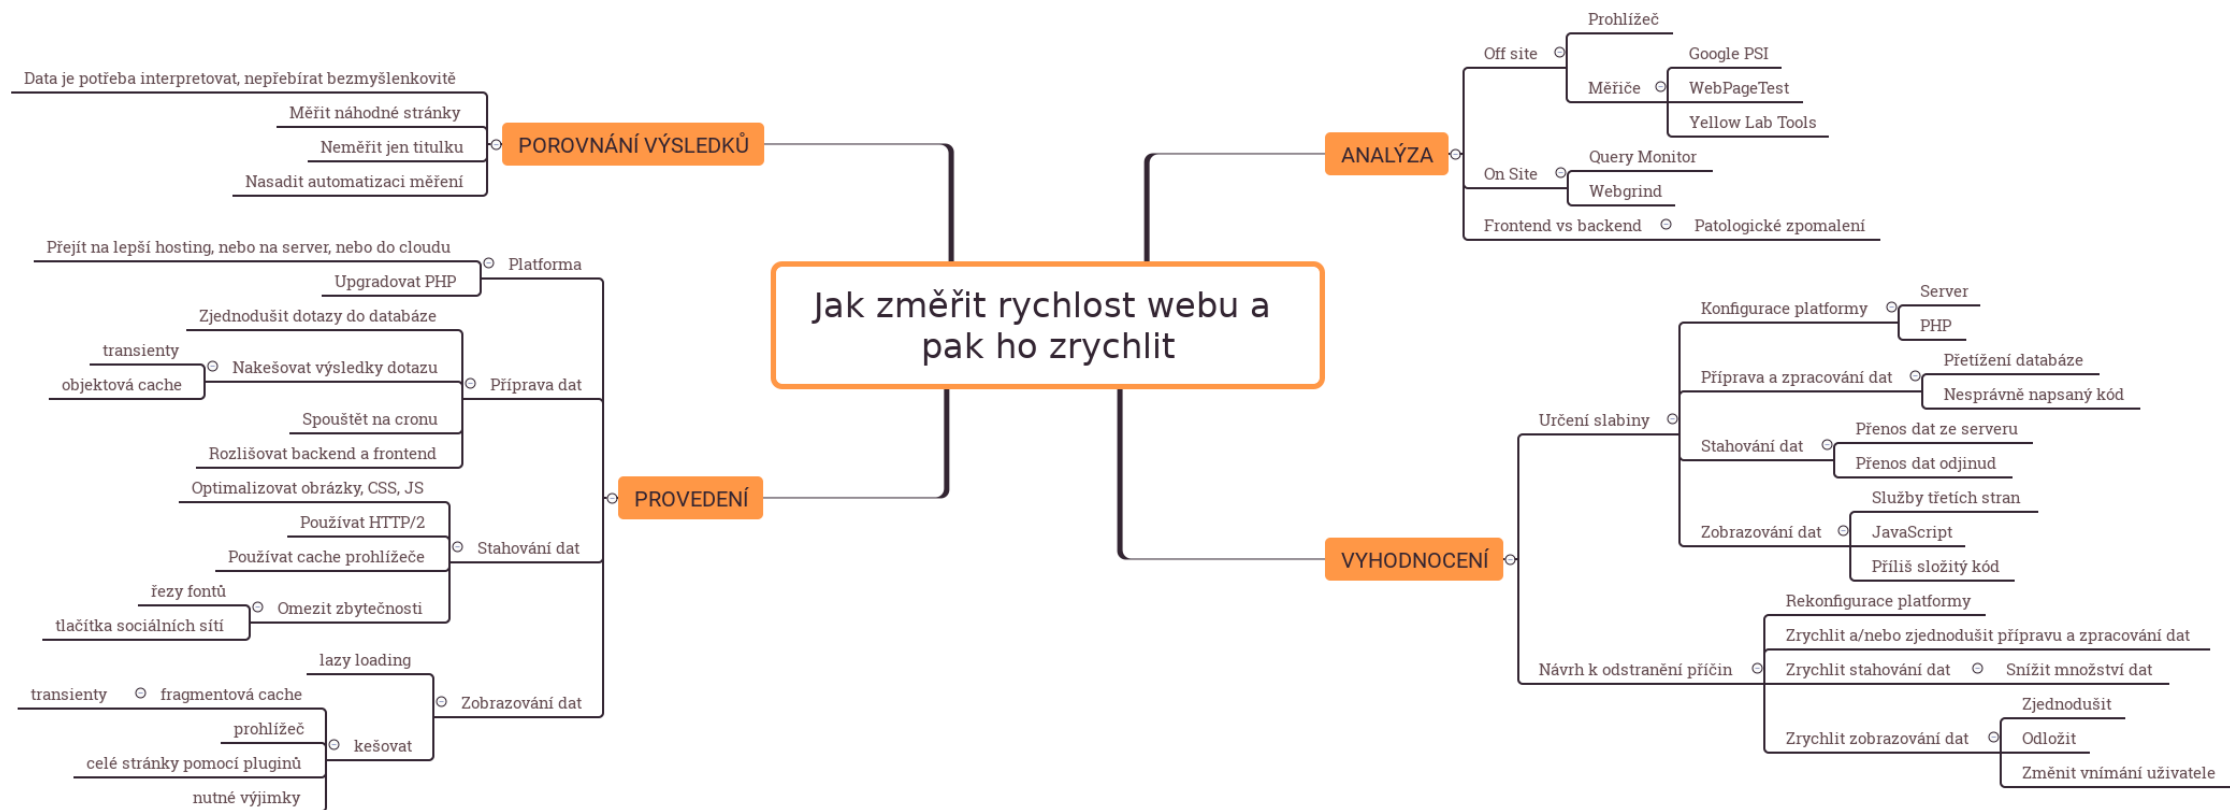 Jak změřit rychlost webu a
pak ho zrychlit
ANALÝZA
Off site
Prohlížeč
Měřiče
Google PSI
WebPageTest
Yellow Lab Tools
On Site
Query Monitor
Webgrind
Frontend vs backend
Patologické zpomalení
VYHODNOCENÍ
Určení slabiny
Konfigurace platformy
Server
PHP
Příprava a zpracování dat
Přetížení databáze
Nesprávně napsaný kód
Stahování dat
Přenos dat ze serveru
Přenos dat odjinud
Zobrazování dat
Služby třetích stran
JavaScript
Příliš složitý kód
Návrh k odstranění příčin
Rekonfigurace platformy
Zrychlit a/nebo zjednodušit přípravu a zpracování dat
Zrychlit stahování dat
Snížit množství dat
Zrychlit zobrazování dat
Zjednodušit
Odložit
Změnit vnímání uživatele
PROVEDENÍ
Platforma
Přejít na lepší hosting, nebo na server, nebo do cloudu
Upgradovat PHP
Příprava dat
Zjednodušit dotazy do databáze
Nakešovat výsledky dotazu
transienty
objektová cache
Spouštět na cronu
Rozlišovat backend a frontend
Stahování dat
Optimalizovat obrázky, CSS, JS
Používat HTTP/2
Používat cache prohlížeče
Omezit zbytečnosti
řezy fontů
tlačítka sociálních sítí
Zobrazování dat
lazy loading
kešovat
fragmentová cache
transienty
prohlížeč
celé stránky pomocí pluginů
nutné výjimky
POROVNÁNÍ VÝSLEDKŮ
Data je potřeba interpretovat, nepřebírat bezmyšlenkovitě
Měřit náhodné stránky
Neměřit jen titulku
Nasadit automatizaci měření